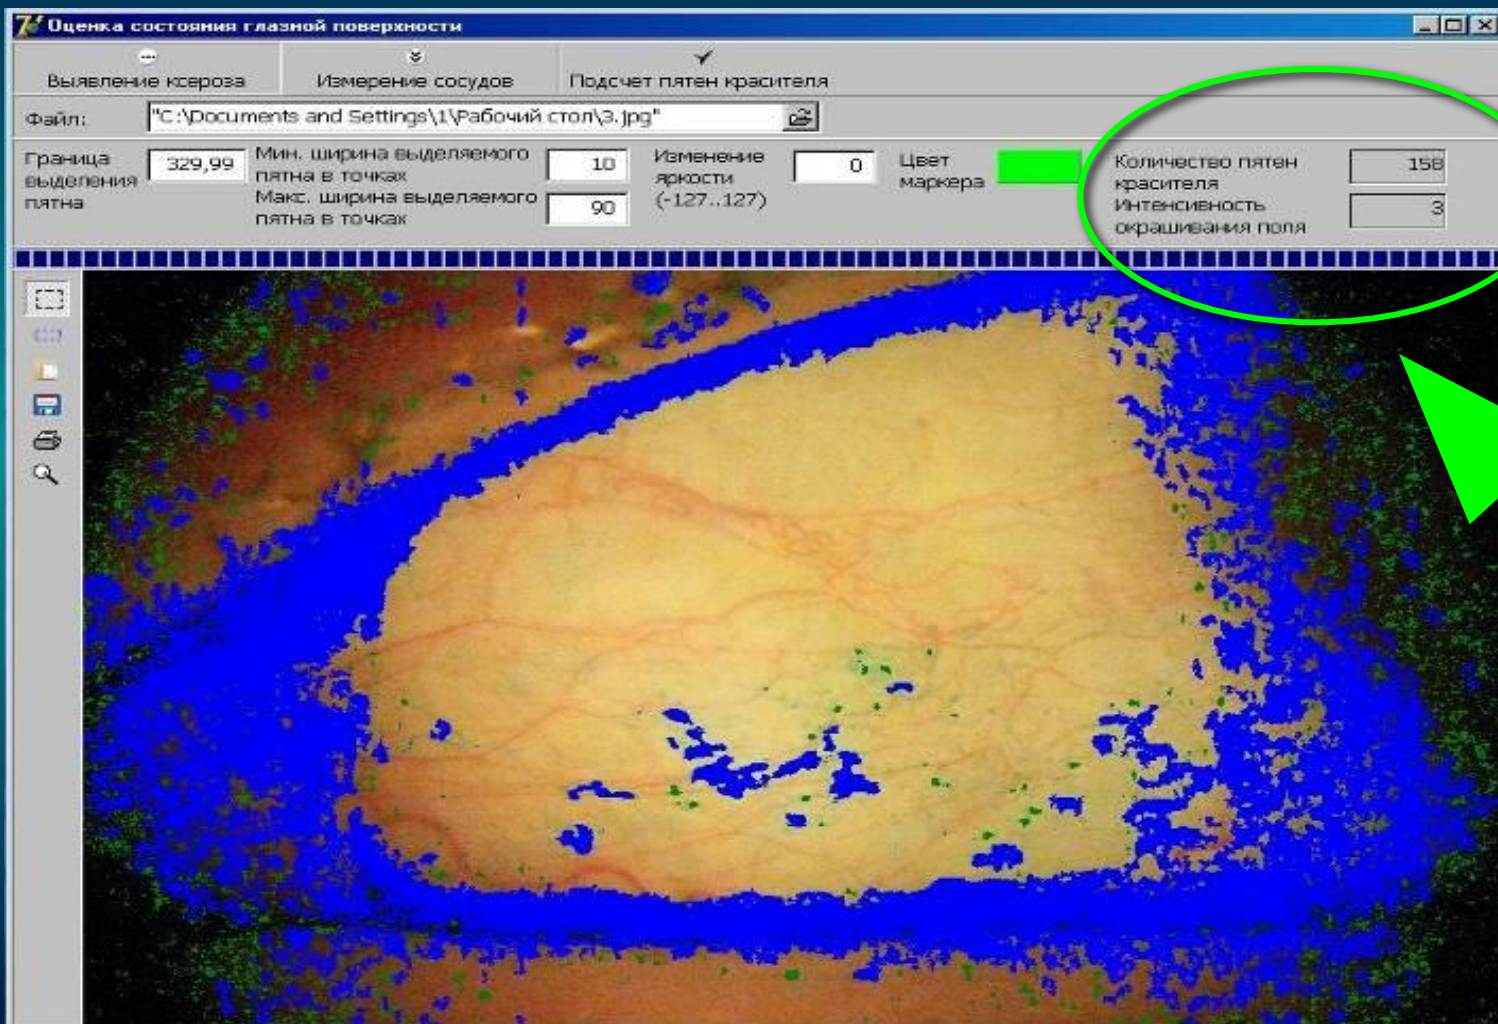 Оценка состояния глазной поверхности
Выявление ксероза
Измерение сосудов
Подсчет пятен красителя
Файл:
"C:\Documents and Settings\1\Рабочий стол\3.jpg"
Граница
выделения
пятна
329,99
Мин. ширина выделяемого
пятна в точках
10
Макс. ширина выделяемого
пятна в точках
90
Изменение
яркости
(-127..127)
0
Цвет
маркера
Количество пятен
красителя
158
Интенсивность
окрашивания поля
3